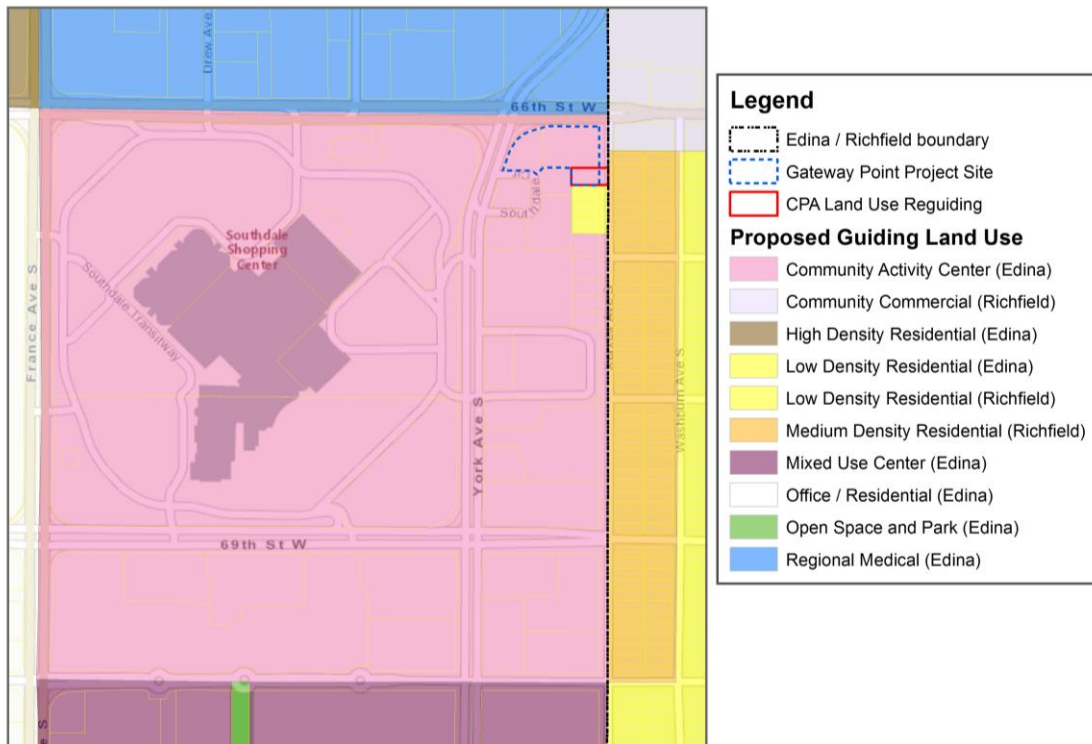 Drew Ave S
66th St W
Southdale
Shopping
Center
Southdale Transitway
France Ave S
York Ave S
Washburn Ave S
69th St W
Legend
Edina / Richfield boundary
Gateway Point Project Site
CPA Land Use Reguiding
Proposed Guiding Land Use
Community Activity Center (Edina)
Community Commercial (Richfield)
High Density Residential (Edina)
Low Density Residential (Edina)
Low Density Residential (Richfield)
Medium Density Residential (Richfield)
Mixed Use Center (Edina)
Office / Residential (Edina)
Open Space and Park (Edina)
Regional Medical (Edina)